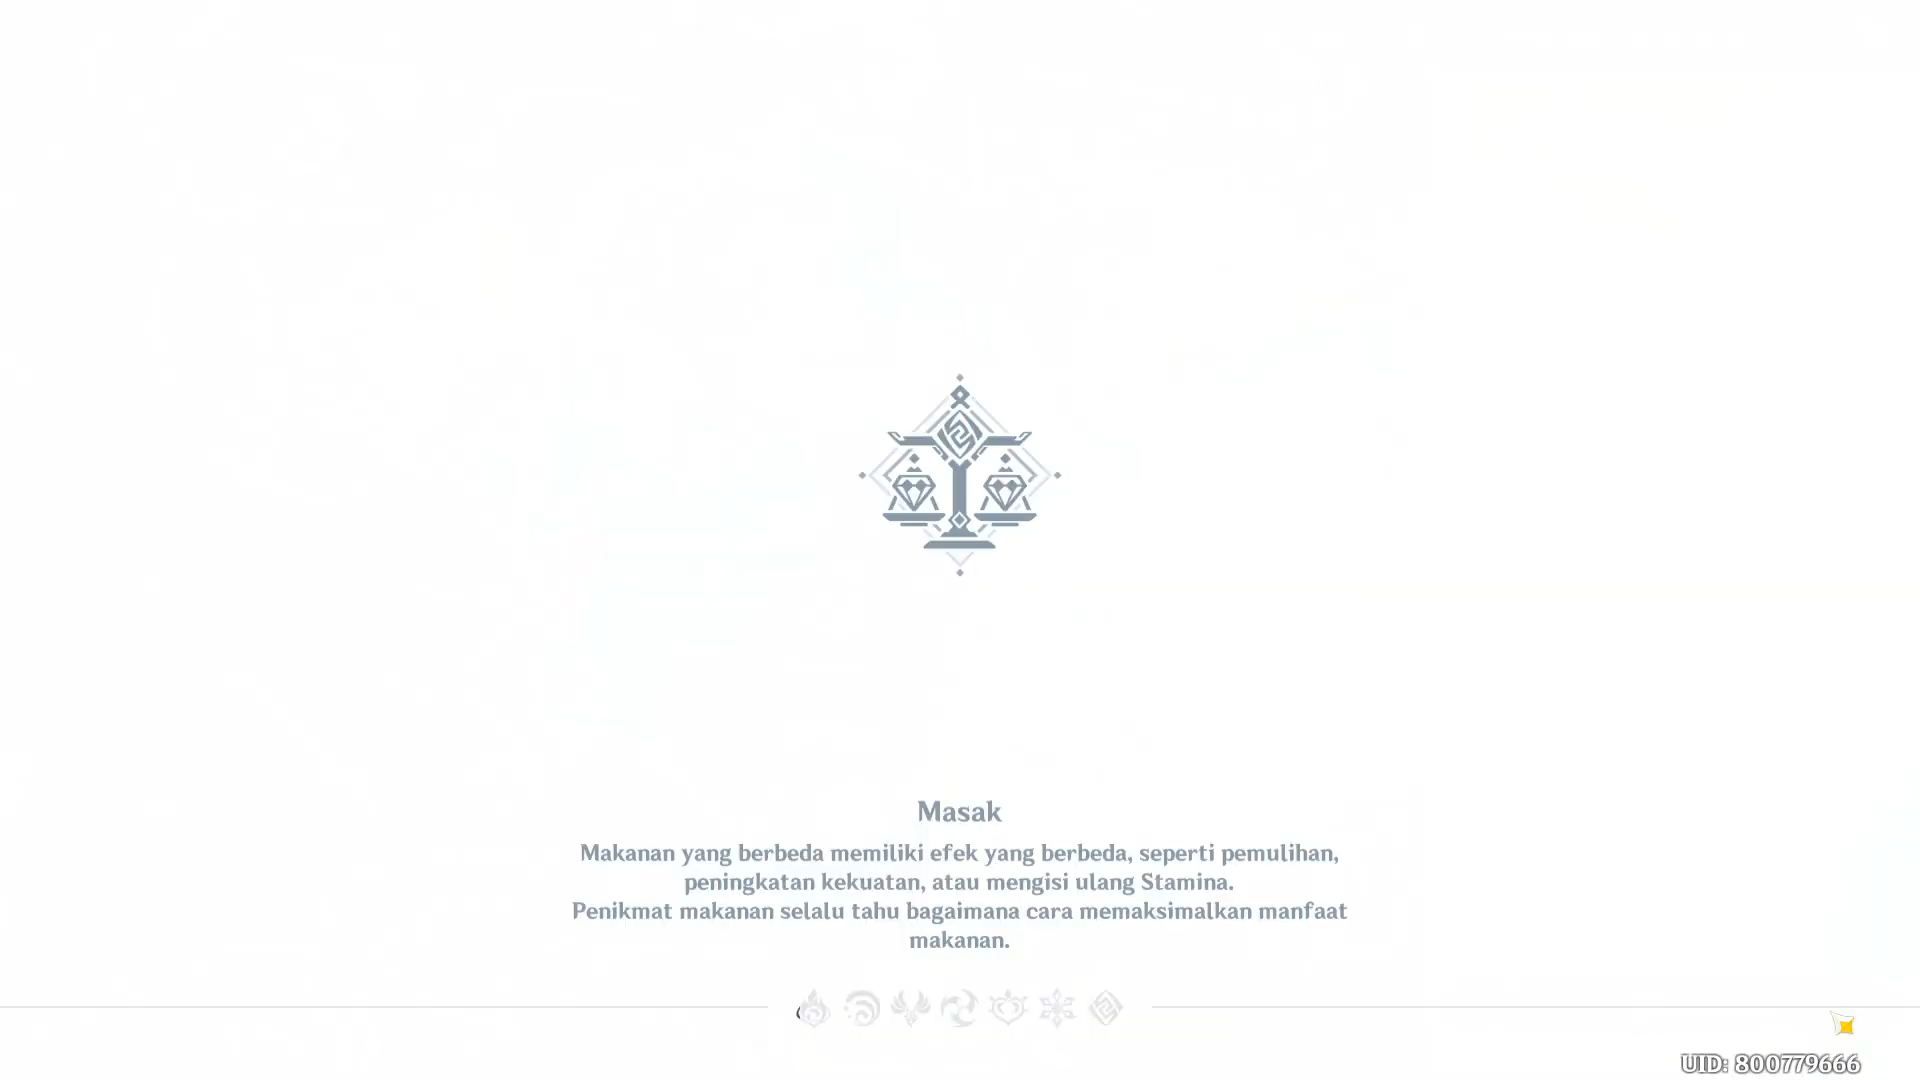 Masak
Makanan yang berbeda memiliki efek yang berbeda, seperti pemulihan,
peningkatan kekuatan, atau mengisi ulang Stamina.
Penikmat makanan selalu tahu bagaimana cara memaksimalkan manfaat
makanan.
UID: 800779666